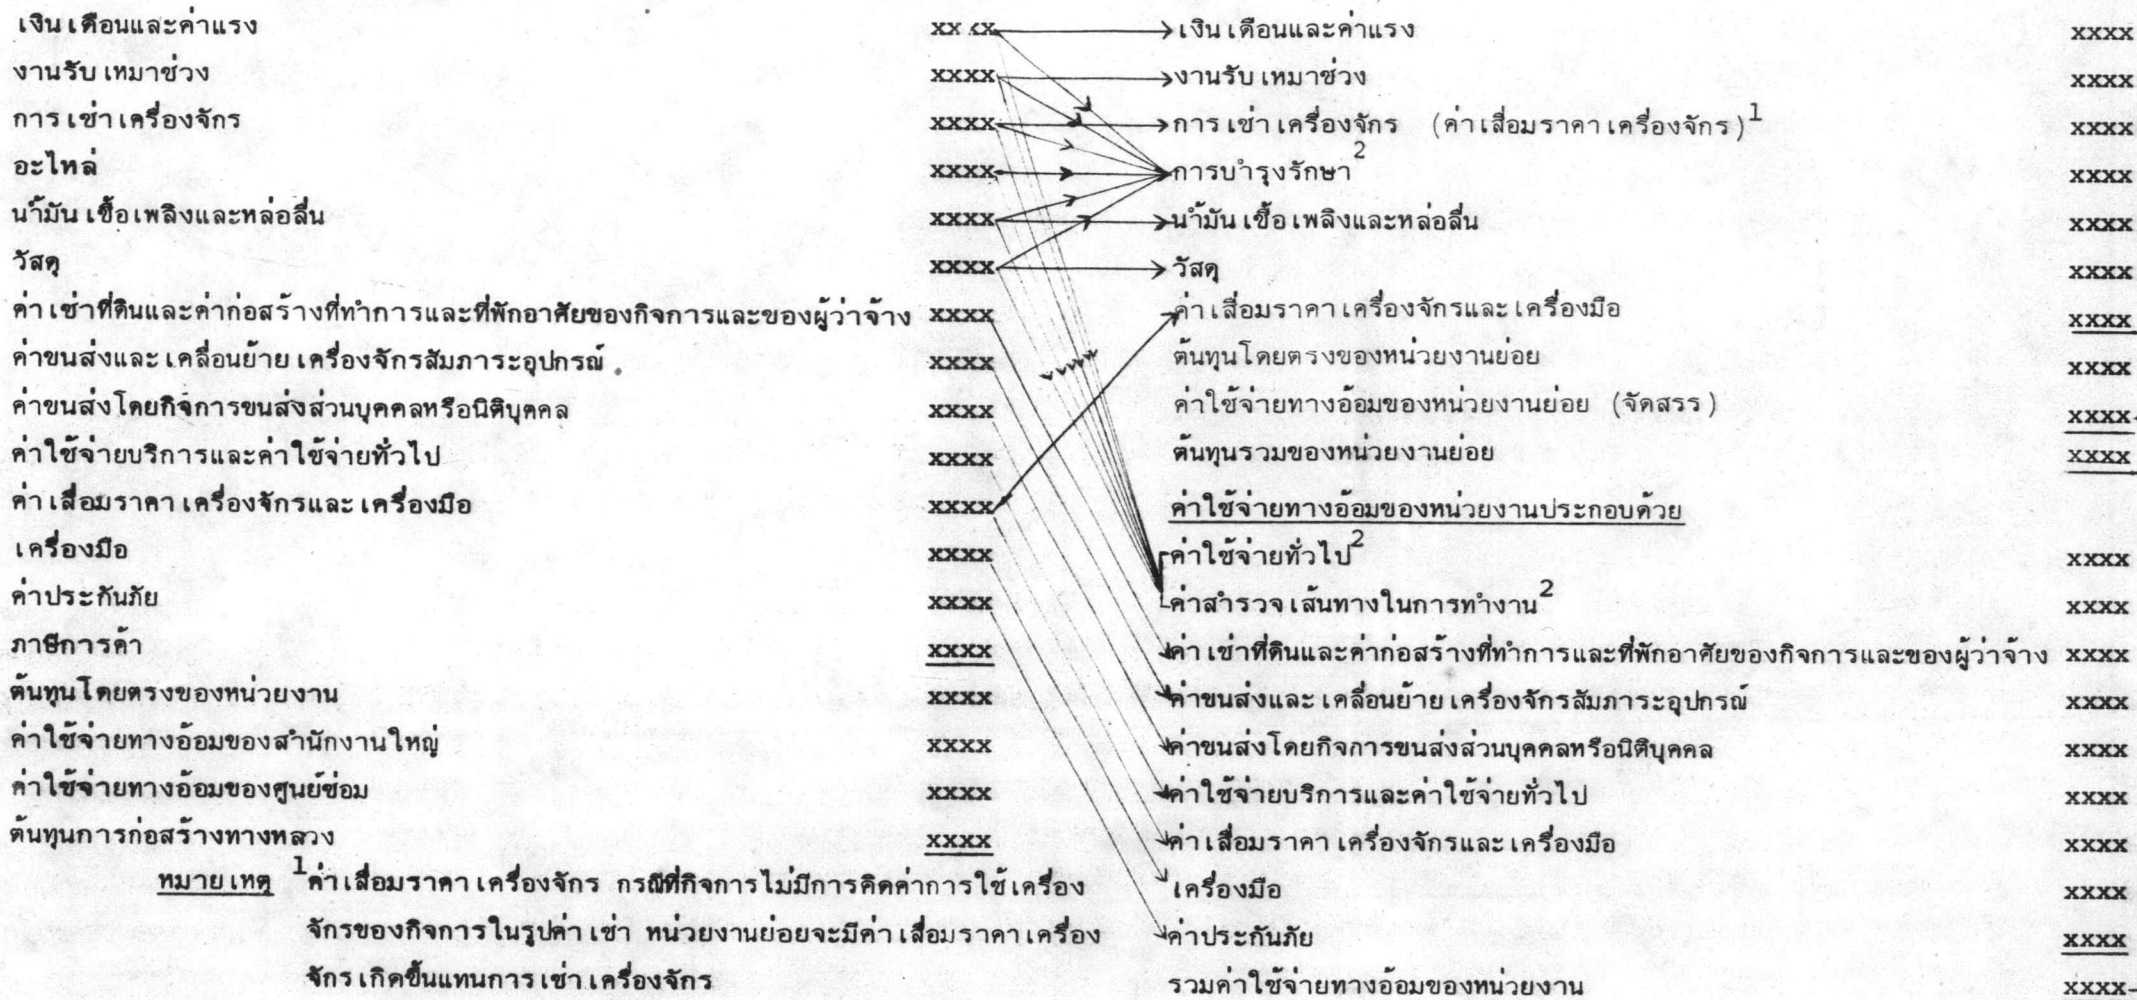 เงินเดือนและค่าแรง xxxx
งานรับเหมาช่วง xxxx
การเช่าเครื่องจักร xxxx
อะไหล่ xxxx
น้ำมันเชื้อเพลิงและหล่อลื่น xxxx
วัสดุ xxxx
ค่าเช่าที่ดินและค่าก่อสร้างที่ทำการและที่พักอาศัยของกิจการและของผู้ว่าจ้าง xxxx
ค่าขนส่งและเคลื่อนย้ายเครื่องจักรสัมภาระอุปกรณ์ xxxx
ค่าขนส่งโดยกิจการขนส่งส่วนบุคคลหรือนิติบุคคล xxxx
ค่าใช้จ่ายบริการและค่าใช้จ่ายทั่วไป xxxx
ค่าเสื่อมราคาเครื่องจักรและเครื่องมือ xxxx
เครื่องมือ xxxx
ค่าประกันภัย xxxx
ภาษีการค้า xxxx
ต้นทุนโดยตรงของหน่วยงาน xxxx
ค่าใช้จ่ายทางอ้อมของสำนักงานใหญ่ xxxx
ค่าใช้จ่ายทางอ้อมของศูนย์ซ่อม xxxx
ต้นทุนการก่อสร้างทางหลวง xxxx
หมายเหตุ 1ค่าเสื่อมราคาเครื่องจักร กรณีที่กิจการไม่มีการคิดค่าการใช้เครื่อง
จักรของกิจการในรูปค่าเช่า หน่วยงานย่อยจะมีค่าเสื่อมราคาเครื่อง
จักรเกิดขึ้นแทนการเช่าเครื่องจักร
เงินเดือนและค่าแรง xxxx
งานรับเหมาช่วง xxxx
การเช่าเครื่องจักร (ค่าเสื่อมราคาเครื่องจักร)1 xxxx
การบำรุงรักษา2 xxxx
น้ำมันเชื้อเพลิงและหล่อลื่น xxxx
วัสดุ xxxx
ค่าเสื่อมราคาเครื่องจักรและเครื่องมือ xxxx
ต้นทุนโดยตรงของหน่วยงานย่อย xxxx
ค่าใช้จ่ายทางอ้อมของหน่วยงานย่อย (จัดสรร) xxxx
ต้นทุนรวมของหน่วยงานย่อย xxxx
ค่าใช้จ่ายทางอ้อมของหน่วยงานประกอบด้วย
ค่าใช้จ่ายทั่วไป2 xxxx
ค่าสำรวจเส้นทางในการทำงาน2 xxxx
ค่าเช่าที่ดินและค่าก่อสร้างที่ทำการและที่พักอาศัยของกิจการและของผู้ว่าจ้าง xxxx
ค่าขนส่งและเคลื่อนย้ายเครื่องจักรสัมภาระอุปกรณ์ xxxx
ค่าขนส่งโดยกิจการขนส่งส่วนบุคคลหรือนิติบุคคล xxxx
ค่าใช้จ่ายบริการและค่าใช้จ่ายทั่วไป xxxx
ค่าเสื่อมราคาเครื่องจักรและเครื่องมือ xxxx
เครื่องมือ xxxx
ค่าประกันภัย xxxx
รวมค่าใช้จ่ายทางอ้อมของหน่วยงาน xxxx